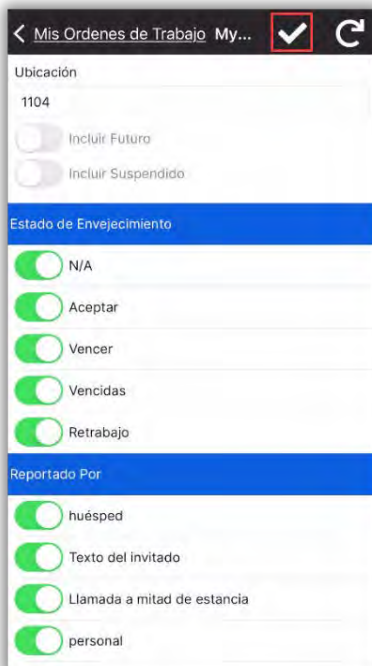 Mis Ordenes de Trabajo My...
Ubicación
1104
Incluir Futuro
Incluir Suspendido
Estado de Envejecimiento
N/A
Aceptar
Vencer
Vencidas
Retrabajo
Reportado Por
huésped
Texto del invitado
Llamada a mitad de estancia
personal